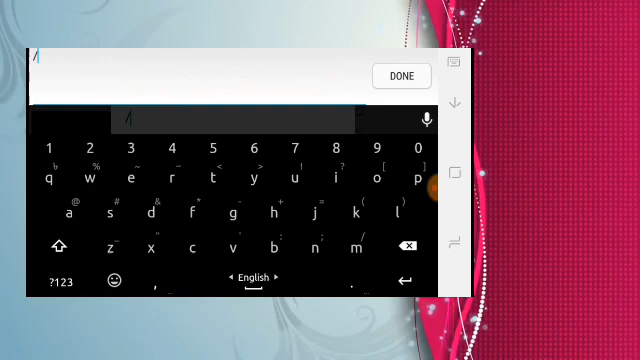 /
DONE
/
1 2 3 4 5 6 7 8 9 0
৳ % ~ — < > ! ? [ ]
q w e r t y u i o p
@ # & * - + = ( )
a s d f g h j k l
_ " ' : ; /
z x c v b n m
?123 , English .